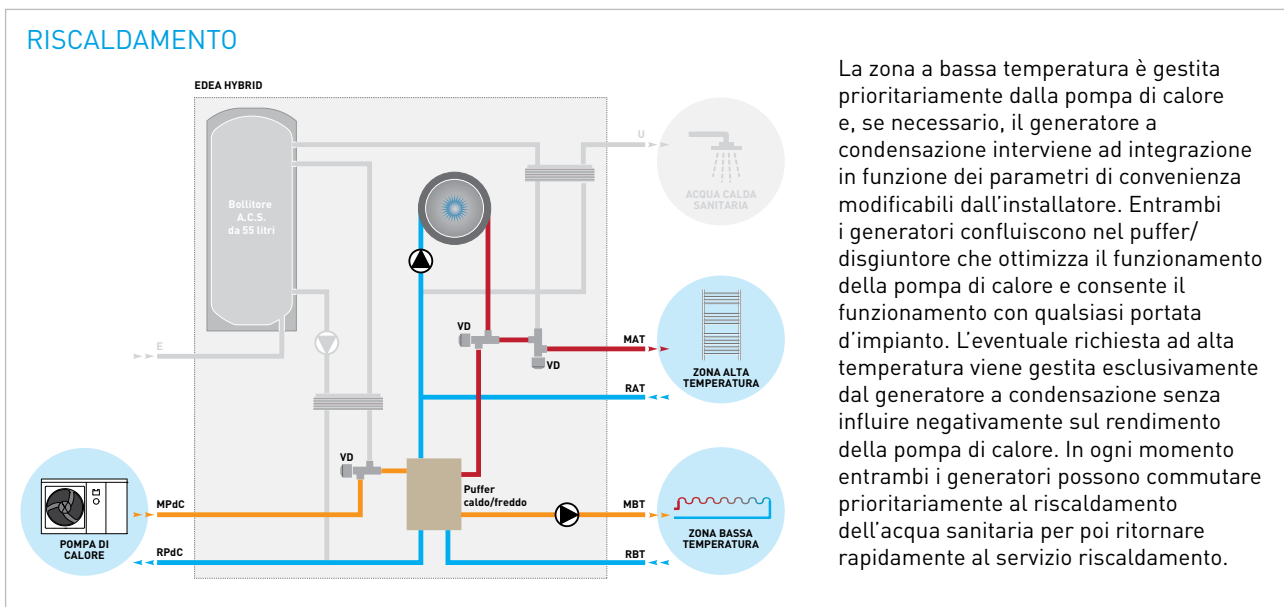 RISCALDAMENTO
EDEA HYBRID
Bollitore
A.C.S.
da 55 litri
U
ACQUA CALDA
SANITARIA
VD
VD
MAT
ZONA ALTA
TEMPERATURA
E
RAT
VD
Puffer
caldo/freddo
MPdC
POMPA DI
CALORE
RPdC
MBT
ZONA BASSA
TEMPERATURA
RBT
La zona a bassa temperatura è gestita
prioritariamente dalla pompa di calore
e, se necessario, il generatore a
condensazione interviene ad integrazione
in funzione dei parametri di convenienza
modificabili dall'installatore. Entrambi
i generatori confluiscono nel puffer/
disgiuntore che ottimizza il funzionamento
della pompa di calore e consente il
funzionamento con qualsiasi portata
d'impianto. L'eventuale richiesta ad alta
temperatura viene gestita esclusivamente
dal generatore a condensazione senza
influire negativamente sul rendimento
della pompa di calore. In ogni momento
entrambi i generatori possono commutare
prioritariamente al riscaldamento
dell'acqua sanitaria per poi ritornare
rapidamente al servizio riscaldamento.